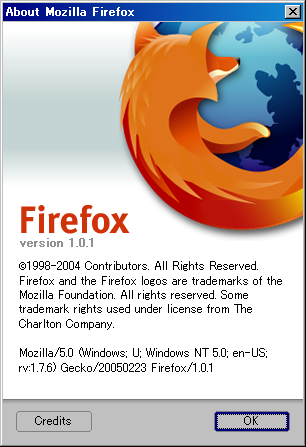 About Mozilla Firefox
Firefox
version 1.0.1
©1998-2004 Contributors. All Rights Reserved.
Firefox and the Firefox logos are trademarks of the
Mozilla Foundation. All rights reserved. Some
trademark rights used under license from The
Charlton Company.
Mozilla/5.0 (Windows; U; Windows NT 5.0; en-US;
rv:1.7.6) Gecko/20050223 Firefox/1.0.1
Credits
OK